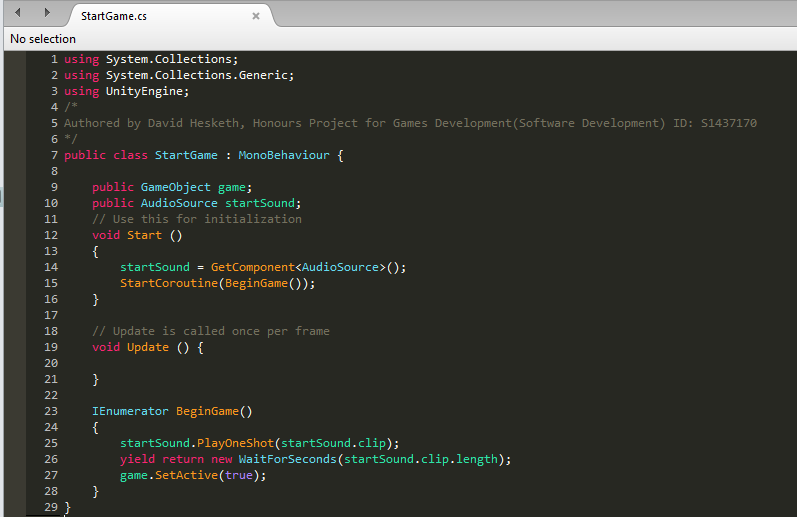 StartGame.cs
No selection
1 using System.Collections;
2 using System.Collections.Generic;
3 using UnityEngine;
4 /*
5 Authored by David Hesketh, Honours Project for Games Development(Software Development) ID: S1437170
6 */
7 public class StartGame : MonoBehaviour {
8
9     public GameObject game;
10     public AudioSource startSound;
11     // Use this for initialization
12     void Start ()
13     {
14         startSound = GetComponent<AudioSource>();
15         StartCoroutine(BeginGame());
16     }
17
18     // Update is called once per frame
19     void Update () {
20
21     }
22
23     IEnumerator BeginGame()
24     {
25         startSound.PlayOneShot(startSound.clip);
26         yield return new WaitForSeconds(startSound.clip.length);
27         game.SetActive(true);
28     }
29 }